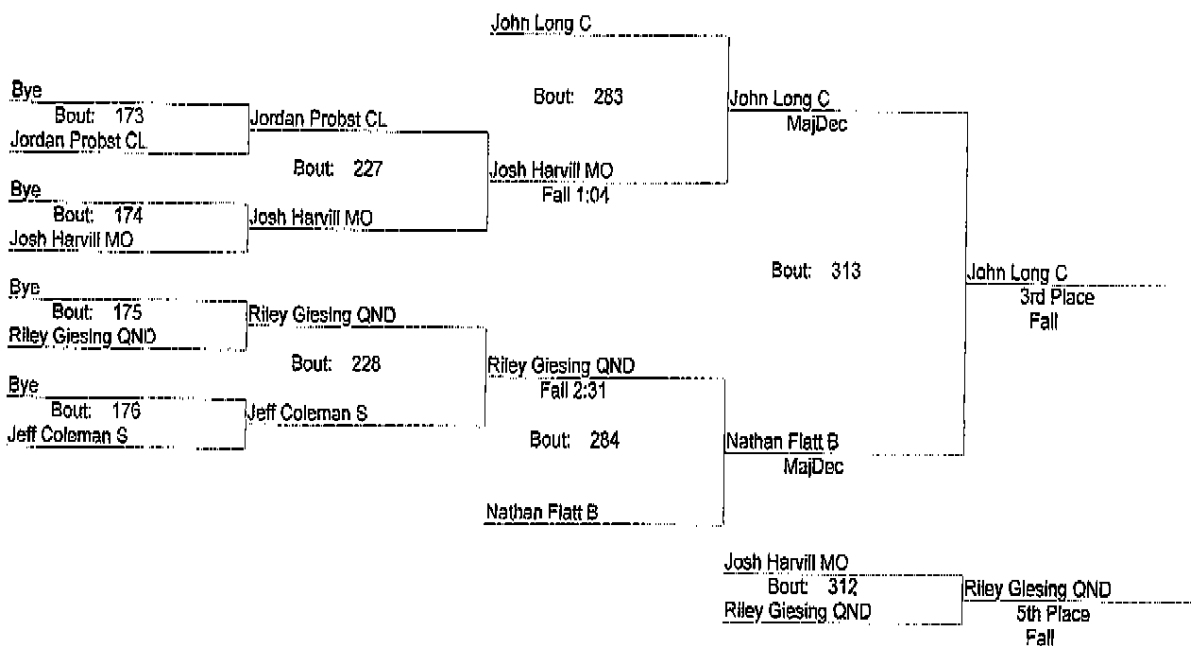 John Long C
Bout: 283
John Long C
MajDec
Bye
Bout: 173
Jordan Probst CL
Jordan Probst CL
Bout: 227
Josh Harvill MO
Fall 1:04
Bye
Bout: 174
Josh Harvill MO
Josh Harvill MO
Bout: 313
John Long C
3rd Place
Fall
Bye
Bout: 175
Riley Giesing QND
Riley Giesing QND
Bout: 228
Riley Giesing QND
Fall 2:31
Bye
Bout: 176
Jeff Coleman S
Jeff Coleman S
Bout: 284
Nathan Flatt B
MajDec
Nathan Flatt B
Josh Harvill MO
Bout: 312
Riley Giesing QND
Riley Giesing QND
5th Place
Fall